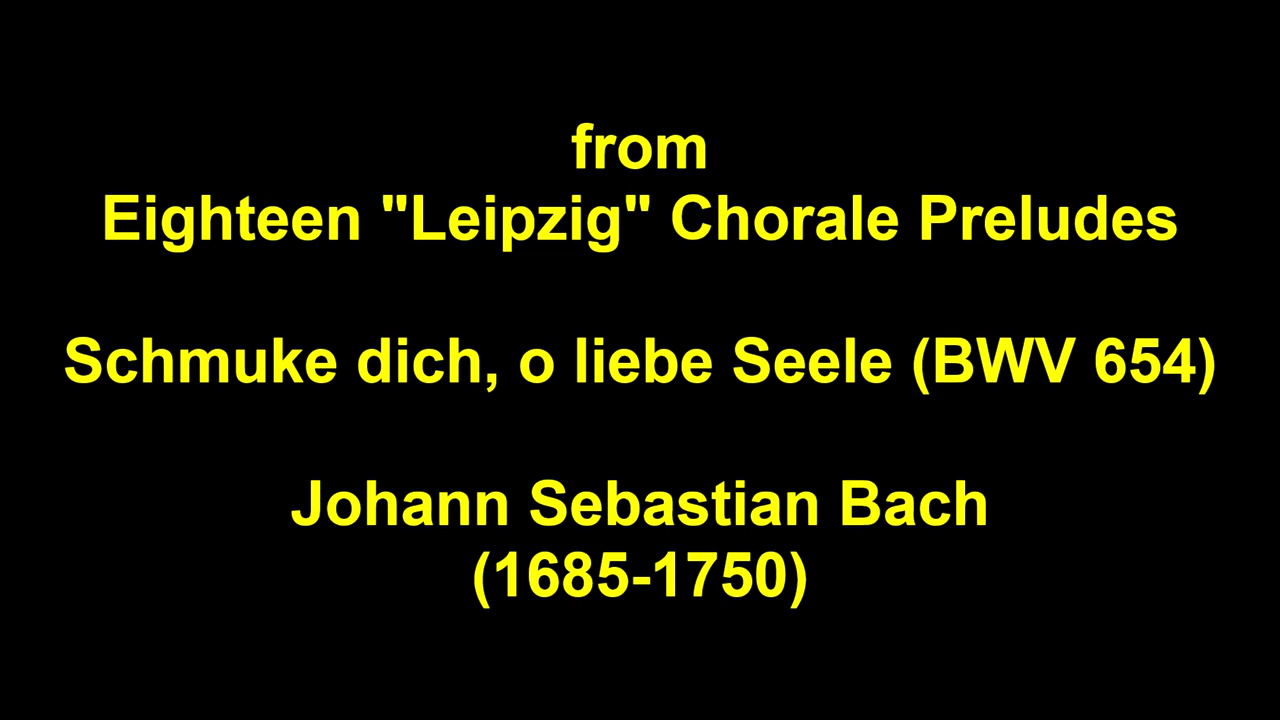 from
Eighteen "Leipzig" Chorale Preludes
Schmuke dich, o liebe Seele (BWV 654)
Johann Sebastian Bach
(1685-1750)